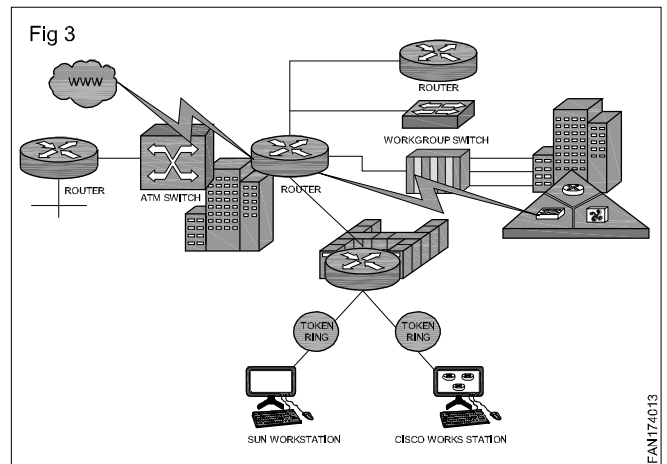 Fig 3
WWW
ROUTER
WORKGROUP SWITCH
ROUTER
ATM SWITCH
ROUTER
TOKEN
RING
TOKEN
RING
SUN WORKSTATION
CISCO WORKS STATION
FAN174013